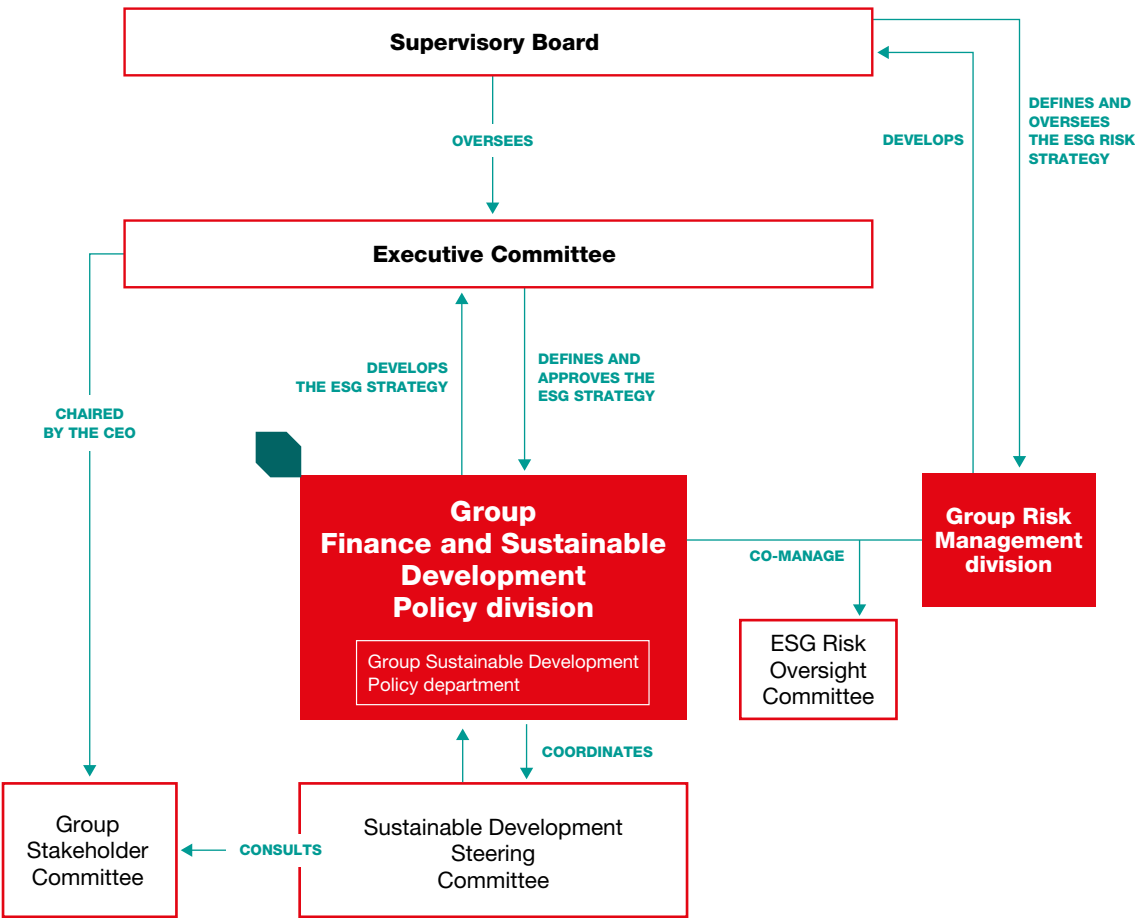 Supervisory Board
OVERSEES
DEVELOPS
DEFINES AND
OVERSEES
THE ESG RISK
STRATEGY
Executive Committee
DEVELOPS
THE ESG STRATEGY
DEFINES AND
APPROVES THE
ESG STRATEGY
CHAIRED
BY THE CEO
Group
Finance and Sustainable
Development
Policy division
Group Sustainable Development
Policy department
CO-MANAGE
Group Risk
Management
division
ESG Risk
Oversight
Committee
COORDINATES
Group
Stakeholder
Committee
CONSULTS
Sustainable Development
Steering
Committee